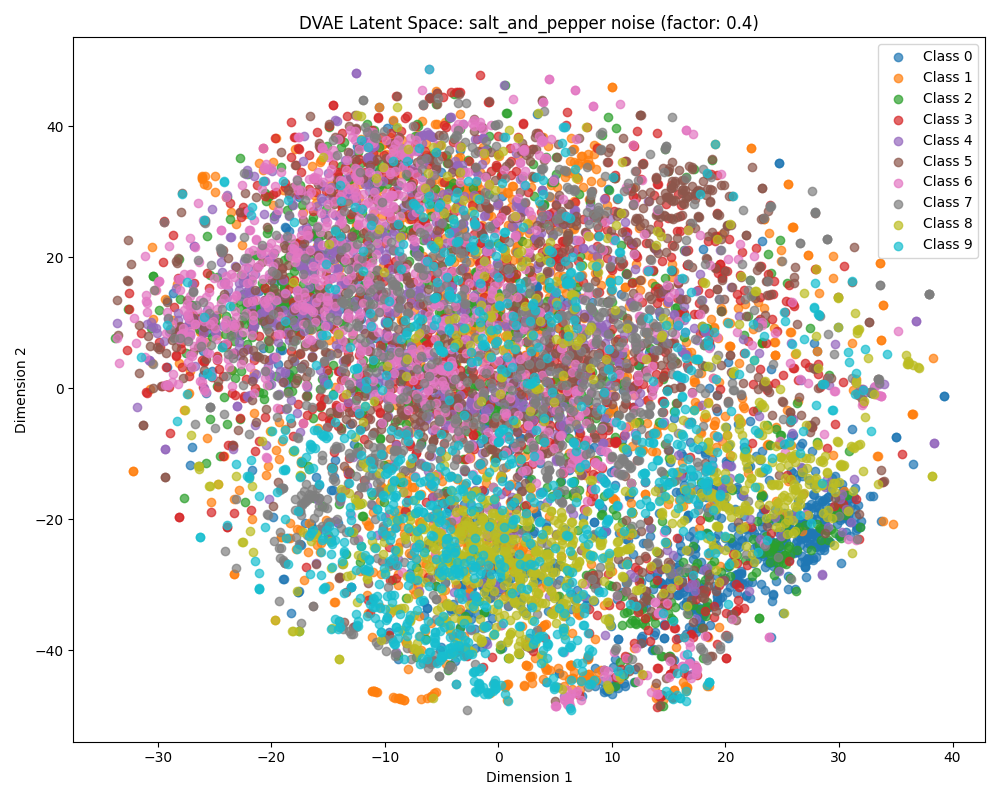 DVAE Latent Space: salt_and_pepper noise (factor: 0.4)
Class 0
Class 1
Class 2
Class 3
Class 4
Class 5
Class 6
Class 7
Class 8
Class 9
40
20
0
−20
−40
Dimension 2
−30 −20 −10 0 10 20 30 40
Dimension 1